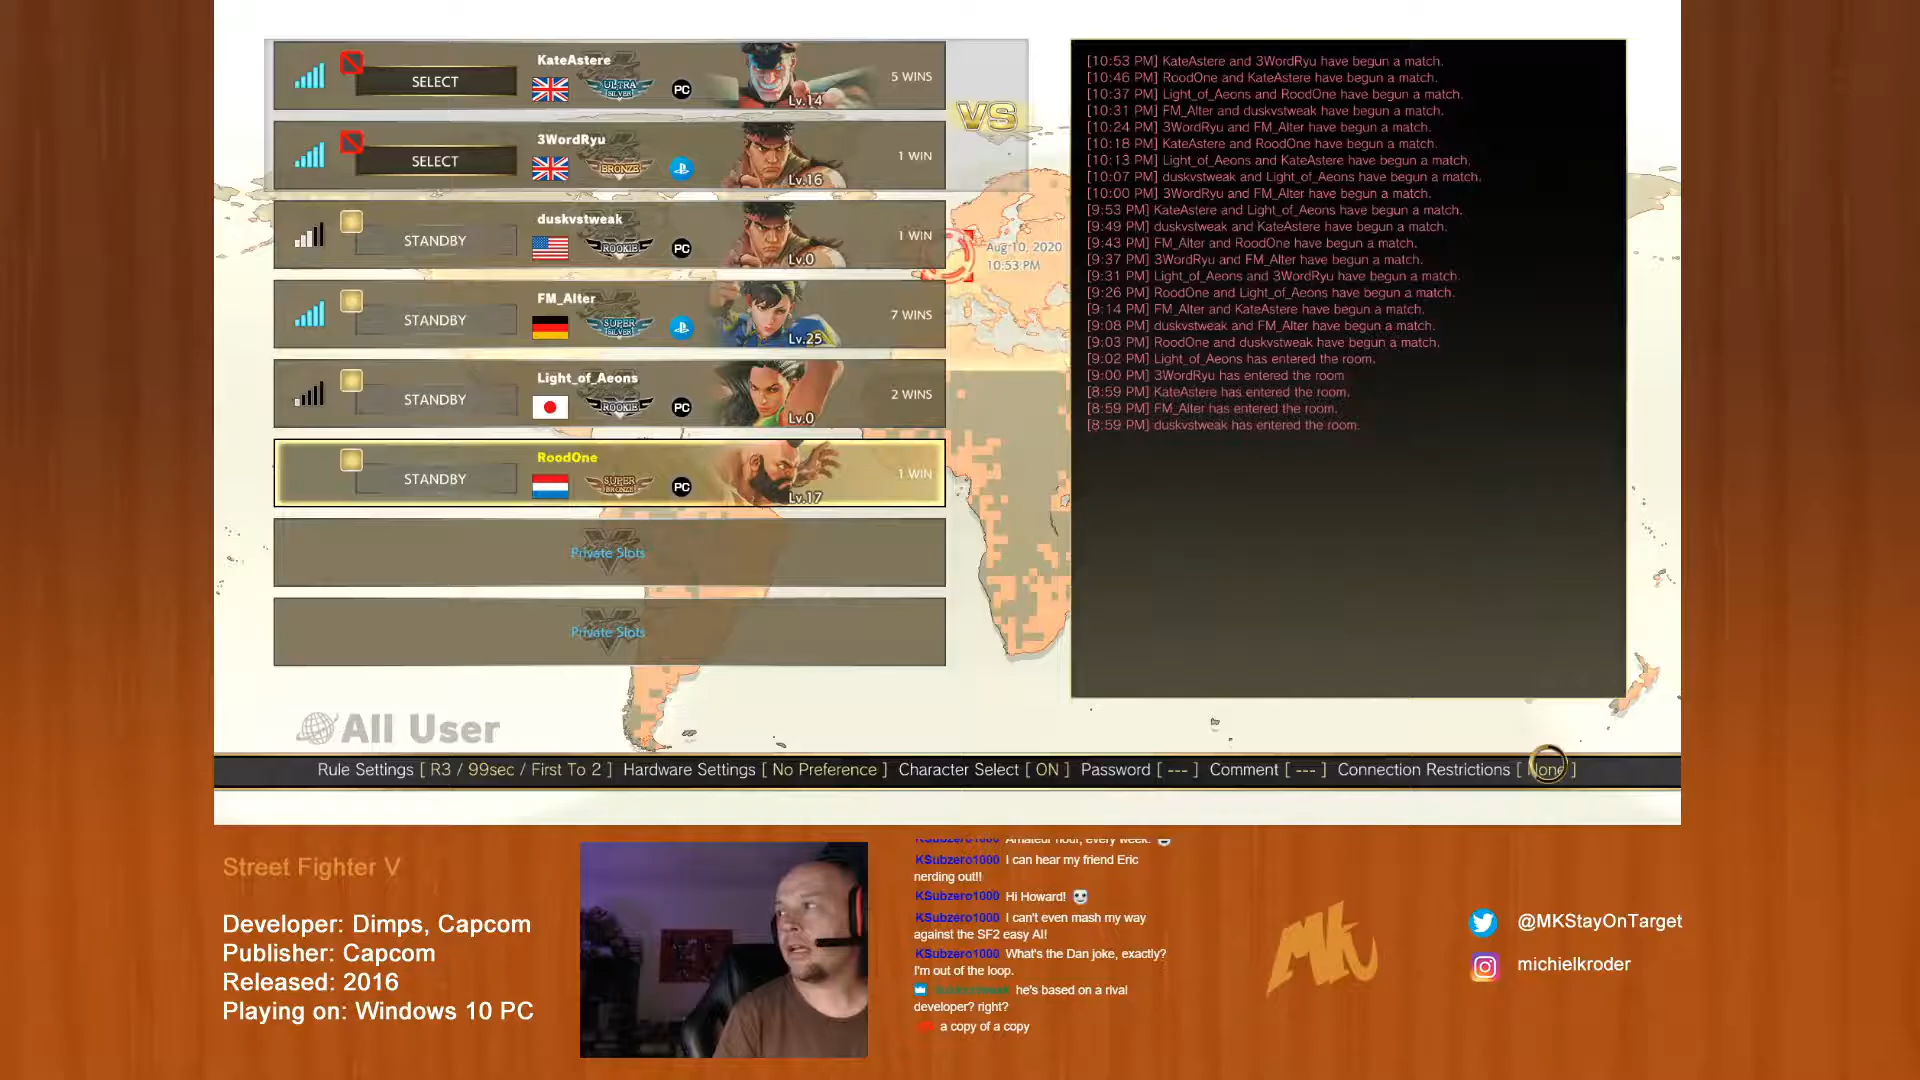 KateAstere
SELECT
ULTRA SILVER
PC
Lv.14
5 WINS
VS
3WordRyu
SELECT
BRONZE
Lv.16
1 WIN
duskvstweak
STANDBY
ROOKIE
PC
Lv.0
1 WIN
Aug 10, 2020
10:53 PM
FM_Alter
STANDBY
SUPER SILVER
Lv.25
7 WINS
Light_of_Aeons
STANDBY
ROOKIE
PC
Lv.0
2 WINS
RoodOne
STANDBY
SUPER BRONZE
PC
Lv.17
1 WIN
Private Slots
Private Slots
All User
[10:53 PM] KateAstere and 3WordRyu have begun a match.
[10:46 PM] RoodOne and KateAstere have begun a match.
[10:37 PM] Light_of_Aeons and RoodOne have begun a match.
[10:31 PM] FM_Alter and duskvstweak have begun a match.
[10:24 PM] 3WordRyu and FM_Alter have begun a match.
[10:18 PM] KateAstere and RoodOne have begun a match.
[10:13 PM] Light_of_Aeons and KateAstere have begun a match.
[10:07 PM] duskvstweak and Light_of_Aeons have begun a match.
[10:00 PM] 3WordRyu and FM_Alter have begun a match.
[9:53 PM] KateAstere and Light_of_Aeons have begun a match.
[9:49 PM] duskvstweak and KateAstere have begun a match.
[9:43 PM] FM_Alter and RoodOne have begun a match.
[9:37 PM] 3WordRyu and FM_Alter have begun a match.
[9:31 PM] Light_of_Aeons and 3WordRyu have begun a match.
[9:26 PM] RoodOne and Light_of_Aeons have begun a match.
[9:14 PM] FM_Alter and KateAstere have begun a match.
[9:08 PM] duskvstweak and FM_Alter have begun a match.
[9:03 PM] RoodOne and duskvstweak have begun a match.
[9:02 PM] Light_of_Aeons has entered the room.
[9:00 PM] 3WordRyu has entered the room
[8:59 PM] KateAstere has entered the room.
[8:59 PM] FM_Alter has entered the room.
[8:59 PM] duskvstweak has entered the room.
Rule Settings [ R3 / 99sec / First To 2 ] Hardware Settings [ No Preference ] Character Select [ ON ] Password [ --- ] Comment [ --- ] Connection Restrictions [ None ]
Street Fighter V
Developer: Dimps, Capcom
Publisher: Capcom
Released: 2016
Playing on: Windows 10 PC
KSubzero1000 Amateur hour, every week.
KSubzero1000 I can hear my friend Eric
nerding out!!
KSubzero1000 Hi Howard!
KSubzero1000 I can't even mash my way
against the SF2 easy AI!
KSubzero1000 What's the Dan joke, exactly?
I'm out of the loop.
he's based on a rival
developer? right?
a copy of a copy
MK
@MKStayOnTarget
michielkroder